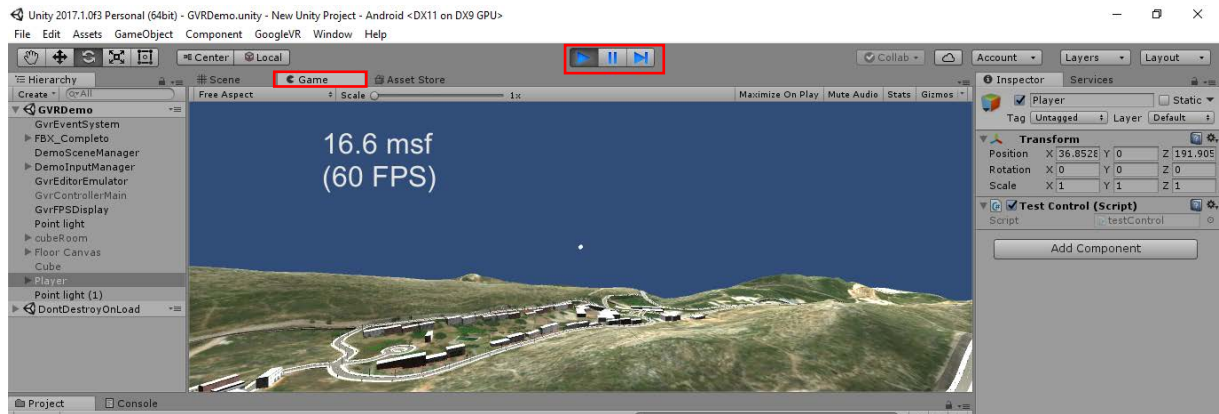 Unity 2017.1.0f3 Personal (64bit) - GVRDemo.unity - New Unity Project - Android <DX11 on DX9 GPU>
File Edit Assets GameObject Component GoogleVR Window Help
Center Local Collab Account Layers Layout
Hierarchy Scene Game Asset Store Inspector Services
Create All Free Aspect Scale 1x Maximize On Play Mute Audio Stats Gizmos Player Static
GVRDemo
GvrEventSystem
FBX_Completo
DemoSceneManager
DemoInputManager
GvrEditorEmulator
GvrControllerMain
GvrFPSDisplay
Point light
cubeRoom
Floor Canvas
Cube
Player
Point light (1)
DontDestroyOnLoad
16.6 msf
(60 FPS)
Tag Untagged Layer Default
Transform
Position X 36.8528 Y 0 Z 191.905
Rotation X 0 Y 0 Z 0
Scale X 1 Y 1 Z 1
Test Control (Script)
Script testControl
Add Component
Project Console